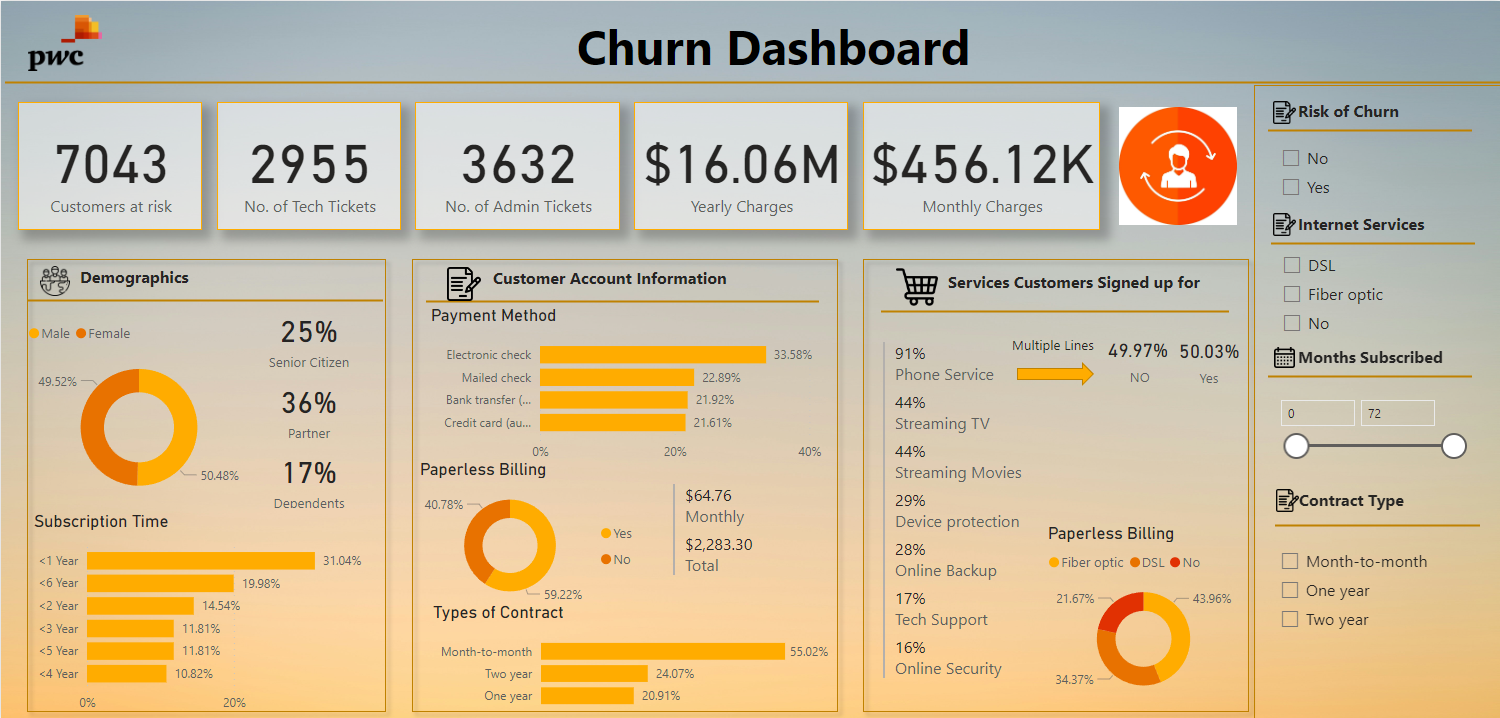 pwc
Churn Dashboard
7043
Customers at risk
2955
No. of Tech Tickets
3632
No. of Admin Tickets
$16.06M
Yearly Charges
$456.12K
Monthly Charges
Demographics
Male Female
49.52%
50.48%
25%
Senior Citizen
36%
Partner
17%
Dependents
Subscription Time
<1 Year 31.04%
<6 Year 19.98%
<2 Year 14.54%
<3 Year 11.81%
<5 Year 11.81%
<4 Year 10.82%
0% 20%
Customer Account Information
Payment Method
Electronic check 33.58%
Mailed check 22.89%
Bank transfer (... 21.92%
Credit card (au... 21.61%
0% 20% 40%
Paperless Billing
40.78%
59.22%
Yes
No
$64.76
Monthly
$2,283.30
Total
Types of Contract
Month-to-month 55.02%
Two year 24.07%
One year 20.91%
Services Customers Signed up for
91%
Phone Service
Multiple Lines
49.97%
NO
50.03%
Yes
44%
Streaming TV
44%
Streaming Movies
29%
Device protection
28%
Online Backup
17%
Tech Support
16%
Online Security
Paperless Billing
Fiber optic DSL No
21.67%
43.96%
34.37%
Risk of Churn
No
Yes
Internet Services
DSL
Fiber optic
No
Months Subscribed
0 72
Contract Type
Month-to-month
One year
Two year